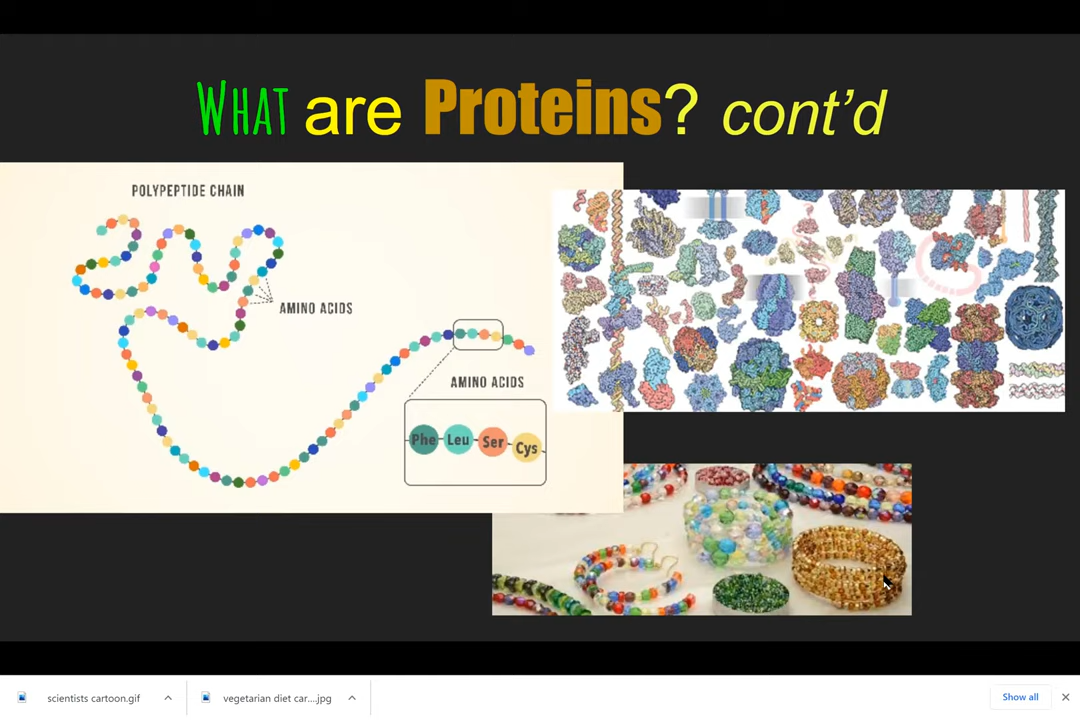 WHAT are Proteins? cont'd
POLYPEPTIDE CHAIN
AMINO ACIDS
AMINO ACIDS
Phe Leu Ser Cys
scientists cartoon.gif
vegetarian diet car....jpg
Show all